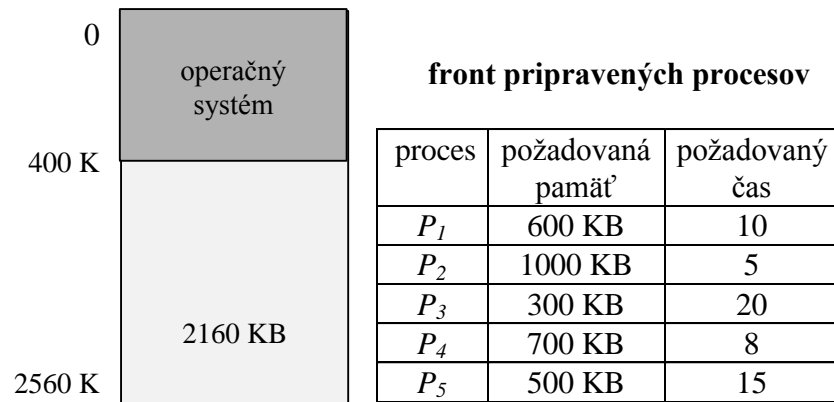 0
operačný
systém
400 K
2160 KB
2560 K
front pripravených procesov
proces požadovaná pamäť požadovaný čas
P1 600 KB 10
P2 1000 KB 5
P3 300 KB 20
P4 700 KB 8
P5 500 KB 15